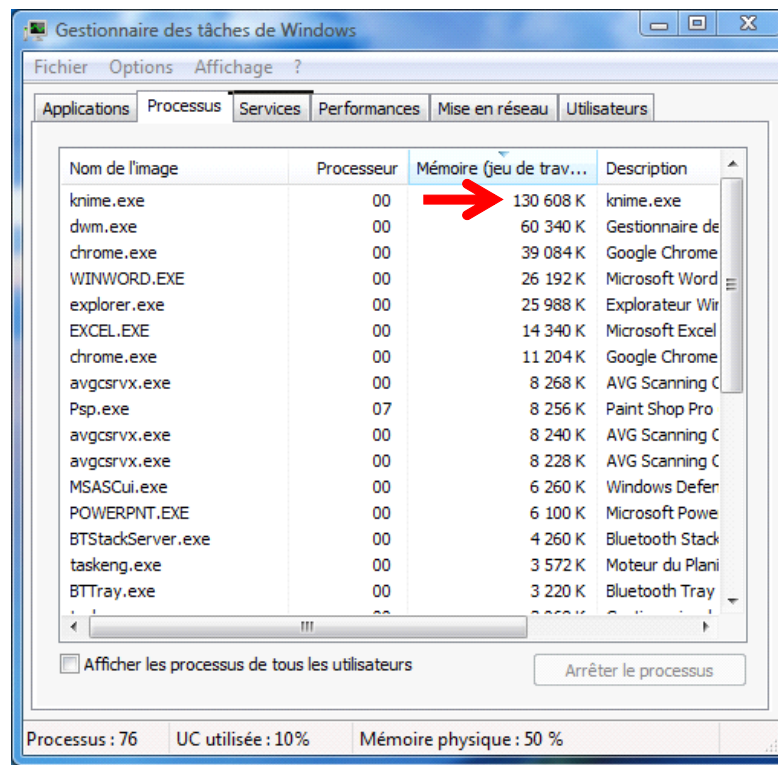 Gestionnaire des tâches de Windows
Fichier Options Affichage ?
Applications Processus Services Performances Mise en réseau Utilisateurs
Nom de l'image Processeur Mémoire (jeu de trav... Description
knime.exe 00 130 608 K knime.exe
dwm.exe 00 60 340 K Gestionnaire de
chrome.exe 00 39 084 K Google Chrome
WINWORD.EXE 00 26 192 K Microsoft Word
explorer.exe 00 25 988 K Explorateur Wir
EXCEL.EXE 00 14 340 K Microsoft Excel
chrome.exe 00 11 204 K Google Chrome
avgcsrvx.exe 00 8 268 K AVG Scanning C
Psp.exe 07 8 256 K Paint Shop Pro
avgcsrvx.exe 00 8 240 K AVG Scanning C
avgcsrvx.exe 00 8 228 K AVG Scanning C
MSASCui.exe 00 6 260 K Windows Defen
POWERPNT.EXE 00 6 100 K Microsoft Powe
BTStackServer.exe 00 4 260 K Bluetooth Stack
taskeng.exe 00 3 572 K Moteur du Plani
BTTray.exe 00 3 220 K Bluetooth Tray
Afficher les processus de tous les utilisateurs Arrêter le processus
Processus : 76 UC utilisée : 10% Mémoire physique : 50 %